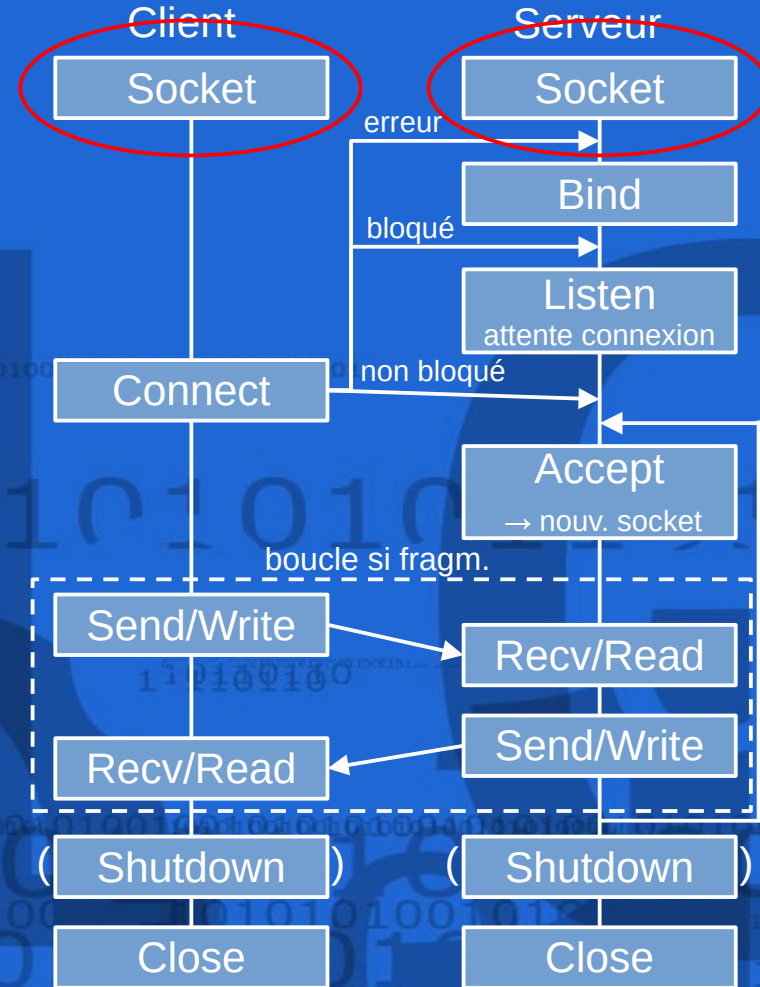 Client
Serveur
Socket
Socket
erreur
Bind
bloqué
Listen
attente connexion
Connect
non bloqué
Accept
→ nouv. socket
boucle si fragm.
Send/Write
Recv/Read
Send/Write
Recv/Read
( Shutdown )
( Shutdown )
Close
Close